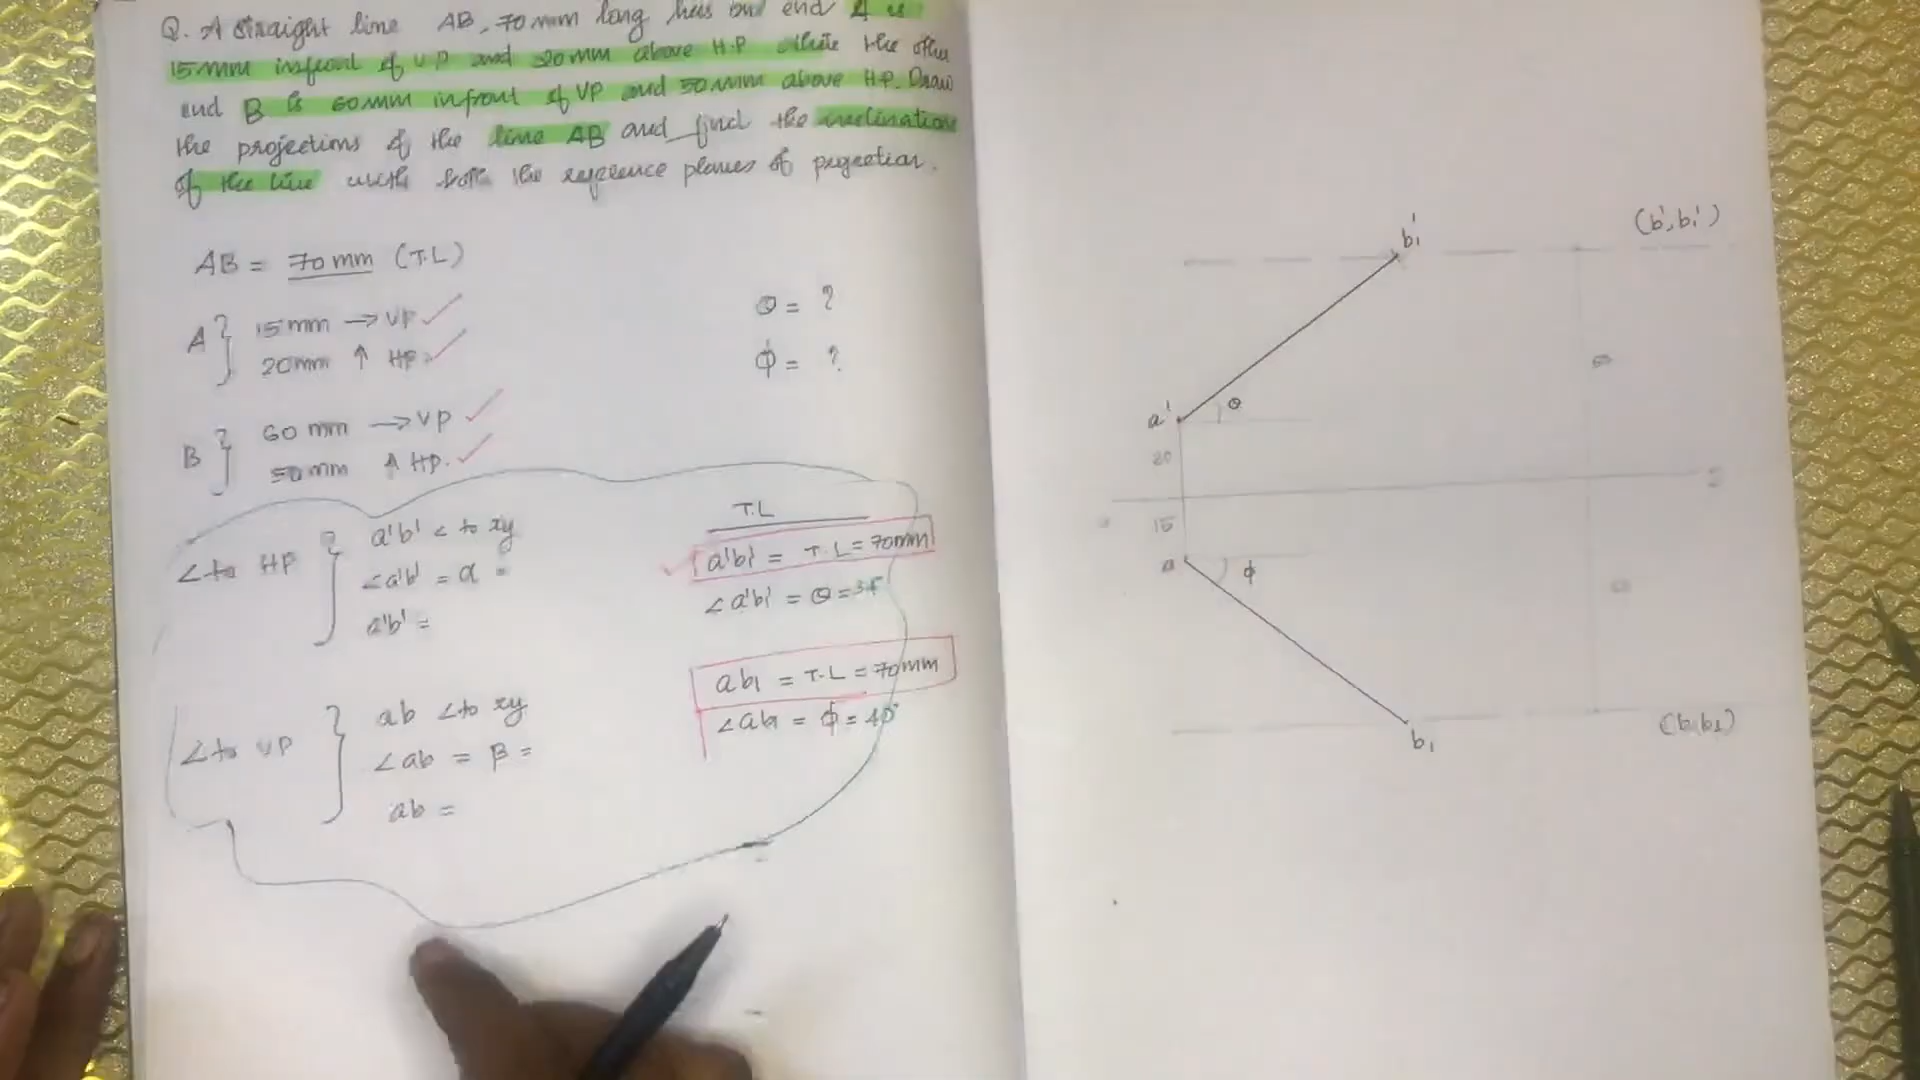 Q. A straight line AB, 70mm long has one end A is
15mm infront of VP and 20mm above H.P while the other
end B is 60mm infront of VP and 50mm above HP. Draw
the projections of the line AB and find the inclinations
of the line with both the reference planes of projection.
AB = 70 mm (T.L)
A } 15mm → VP ✓
20mm ↑ HP. ✓
θ = ?
ϕ = ?
B } 60 mm → VP ✓
50mm ↑ HP. ✓
∠to HP } a'b' < to xy
∠a'b' = α =
a'b' =
T.L
✓ a'b1' = T.L = 70mm
∠a'b1' = θ =
∠to VP } ab ∠to xy
∠ab = β =
ab =
ab1 = T.L = 70mm
∠ab1 = ϕ = 40°
(b', b1')
b1'
a'
θ
20
15
a
ϕ
b1
(b, b1)